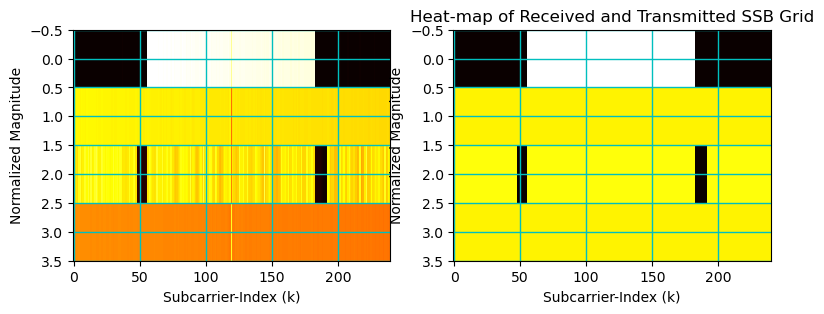 Heat-map of Received and Transmitted SSB Grid
−0.5
0.0
0.5
1.0
1.5
2.0
2.5
3.0
3.5
Normalized Magnitude
0 50 100 150 200
Subcarrier-Index (k)
−0.5
0.0
0.5
1.0
1.5
2.0
2.5
3.0
3.5
Normalized Magnitude
0 50 100 150 200
Subcarrier-Index (k)